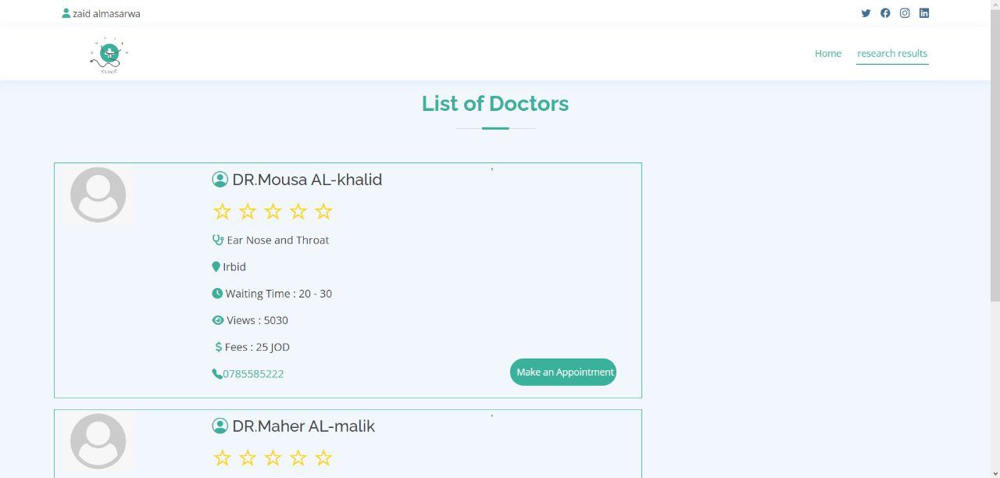 zaid almasarwa
CLINIC
Home research results
List of Doctors
DR.Mousa AL-khalid
'
Ear Nose and Throat
Irbid
Waiting Time : 20 - 30
Views : 5030
$ Fees : 25 JOD
0785585222
Make an Appointment
DR.Maher AL-malik
'